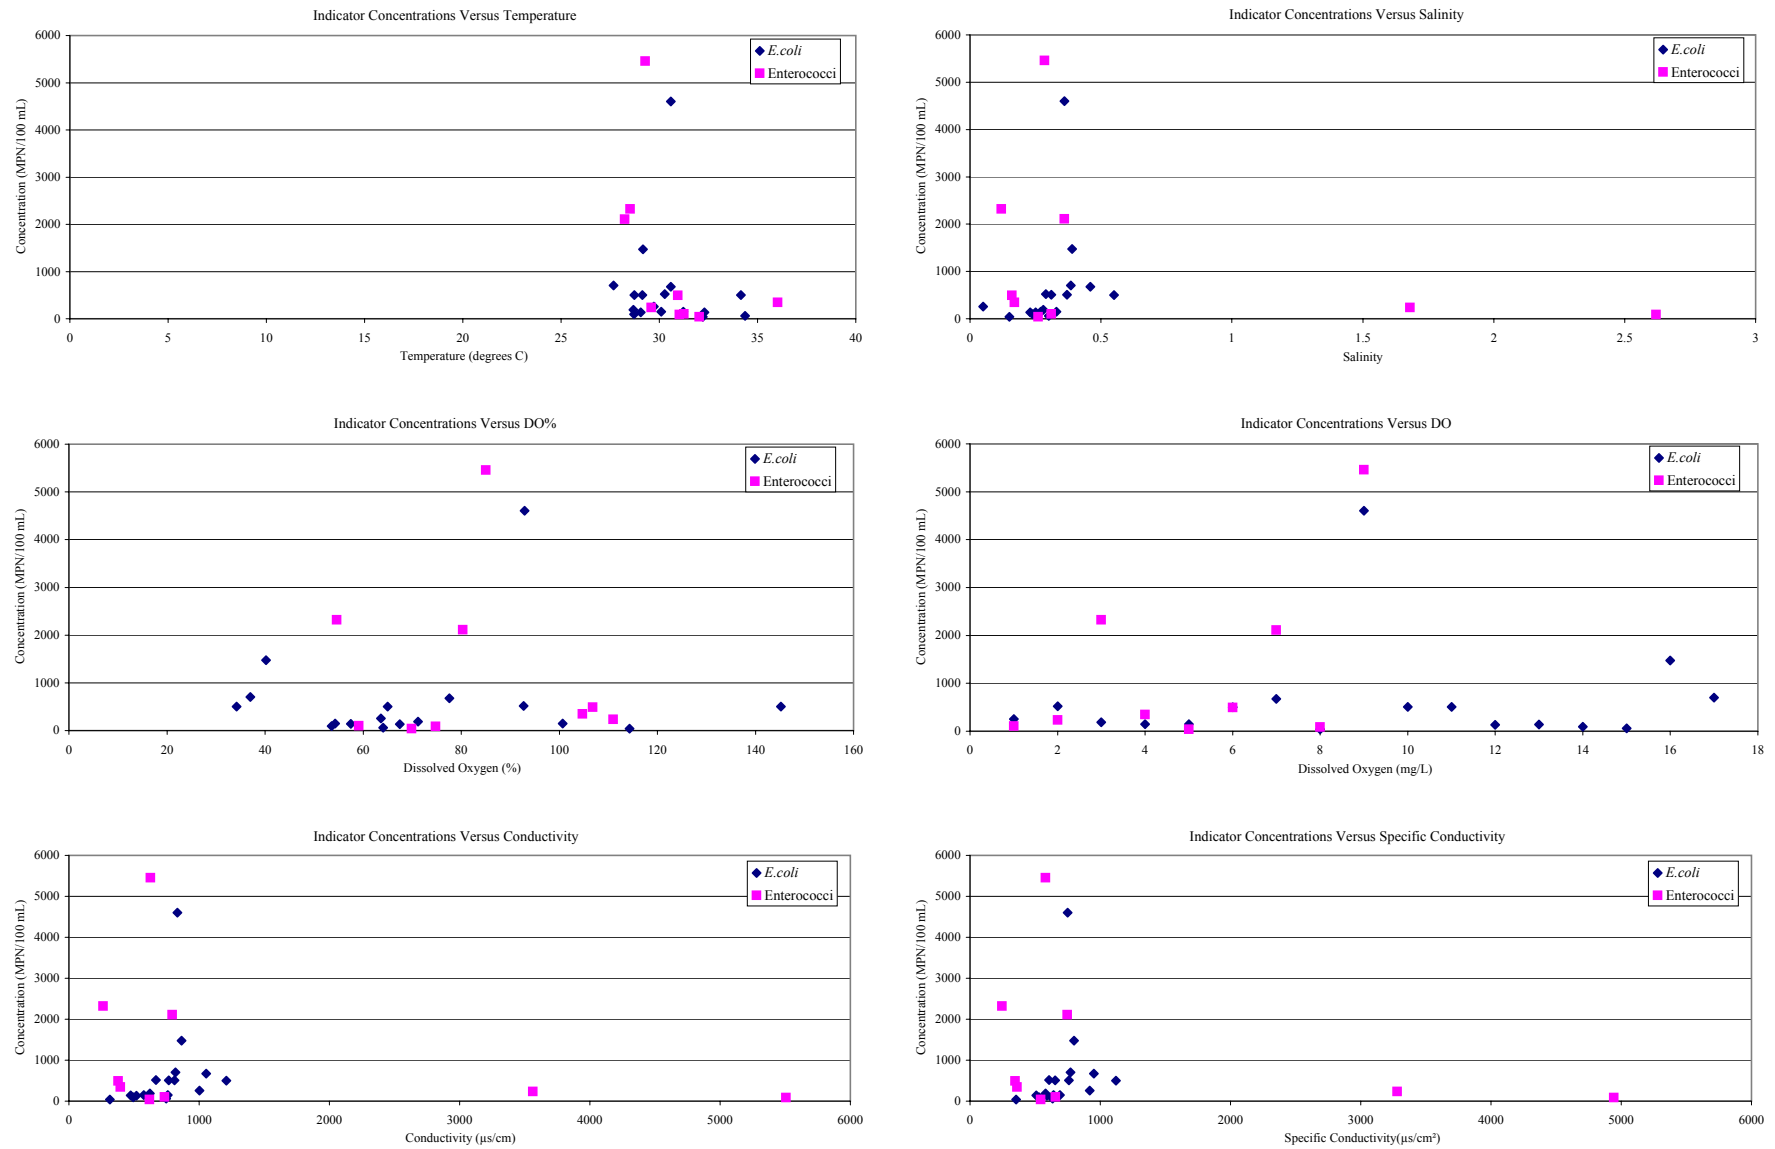 Indicator Concentrations Versus Temperature
6000
5000
4000
3000
2000
1000
0
Concentration (MPN/100 mL)
E.coli
Enterococci
0 5 10 15 20 25 30 35 40
Temperature (degrees C)
Indicator Concentrations Versus Salinity
6000
5000
4000
3000
2000
1000
0
Concentration (MPN/100 mL)
E.coli
Enterococci
0 0.5 1 1.5 2 2.5 3
Salinity
Indicator Concentrations Versus DO%
6000
5000
4000
3000
2000
1000
0
Concentration (MPN/100 mL)
E.coli
Enterococci
0 20 40 60 80 100 120 140 160
Dissolved Oxygen (%)
Indicator Concentrations Versus DO
6000
5000
4000
3000
2000
1000
0
Concentration (MPN/100 mL)
E.coli
Enterococci
0 2 4 6 8 10 12 14 16 18
Dissolved Oxygen (mg/L)
Indicator Concentrations Versus Conductivity
6000
5000
4000
3000
2000
1000
0
Concentration (MPN/100 mL)
E.coli
Enterococci
0 1000 2000 3000 4000 5000 6000
Conductivity (µs/cm)
Indicator Concentrations Versus Specific Conductivity
6000
5000
4000
3000
2000
1000
0
Concentration (MPN/100 mL)
E.coli
Enterococci
0 1000 2000 3000 4000 5000 6000
Specific Conductivity(µs/cm²)